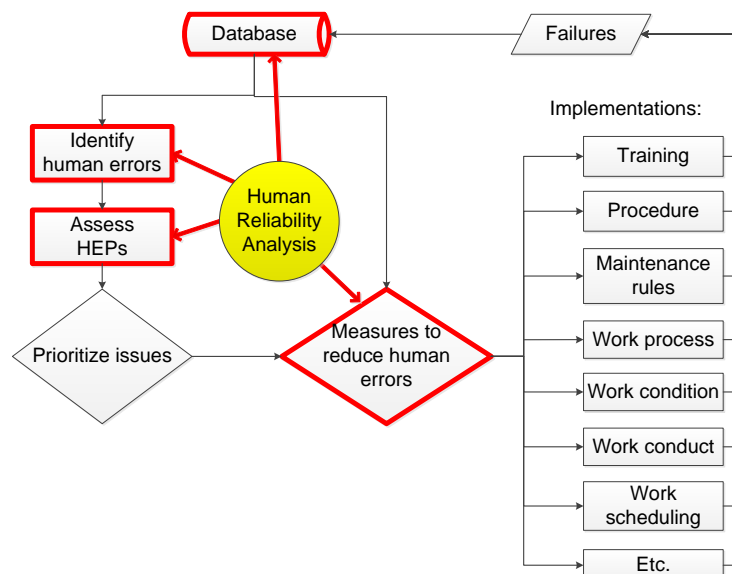 Database
Failures
Implementations:
Identify
human errors
Training
Human
Reliability
Analysis
Procedure
Assess
HEPs
Maintenance
rules
Prioritize issues
Measures to
reduce human
errors
Work process
Work condition
Work conduct
Work
scheduling
Etc.